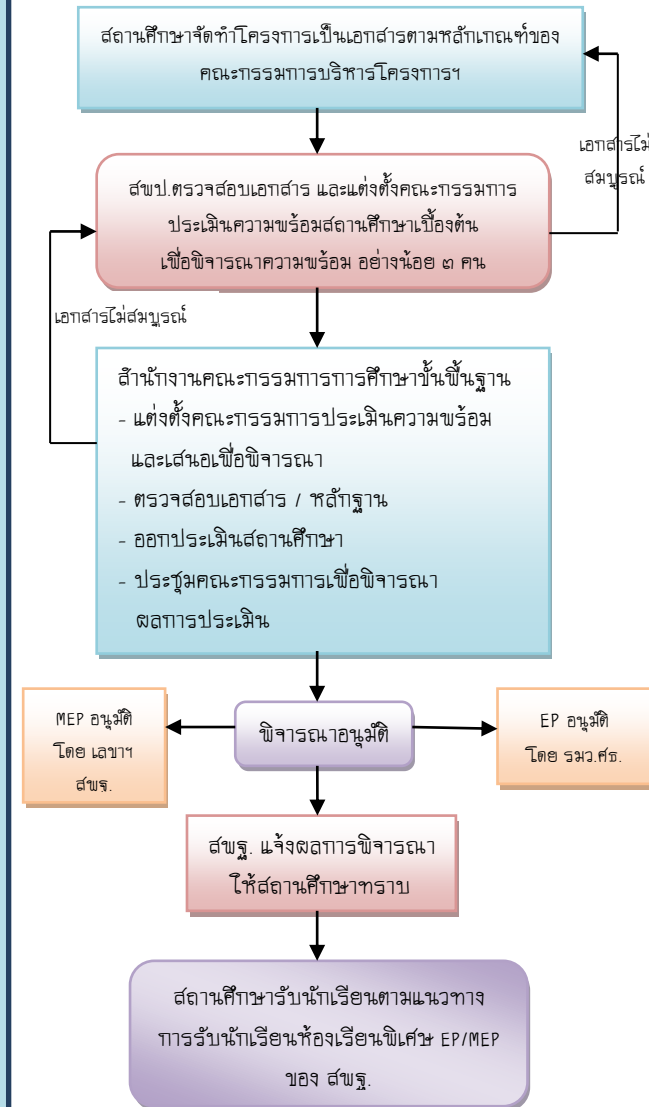 สถานศึกษาจัดทำโครงการเป็นเอกสารตามหลักเกณฑ์ของ
คณะกรรมการบริหารโครงการฯ
เอกสารไม่
สมบูรณ์
สพป.ตรวจสอบเอกสาร และแต่งตั้งคณะกรรมการ
ประเมินความพร้อมสถานศึกษาเบื้องต้น
เพื่อพิจารณาความพร้อม อย่างน้อย ๓ คน
เอกสารไม่สมบูรณ์
สำนักงานคณะกรรมการการศึกษาขั้นพื้นฐาน
- แต่งตั้งคณะกรรมการประเมินความพร้อม
และเสนอเพื่อพิจารณา
- ตรวจสอบเอกสาร / หลักฐาน
- ออกประเมินสถานศึกษา
- ประชุมคณะกรรมการเพื่อพิจารณา
ผลการประเมิน
MEP อนุมัติ
โดย เลขาฯ
สพฐ.
พิจารณาอนุมัติ
EP อนุมัติ
โดย รมว.ศธ.
สพฐ. แจ้งผลการพิจารณา
ให้สถานศึกษาทราบ
สถานศึกษารับนักเรียนตามแนวทาง
การรับนักเรียนห้องเรียนพิเศษ EP/MEP
ของ สพฐ.